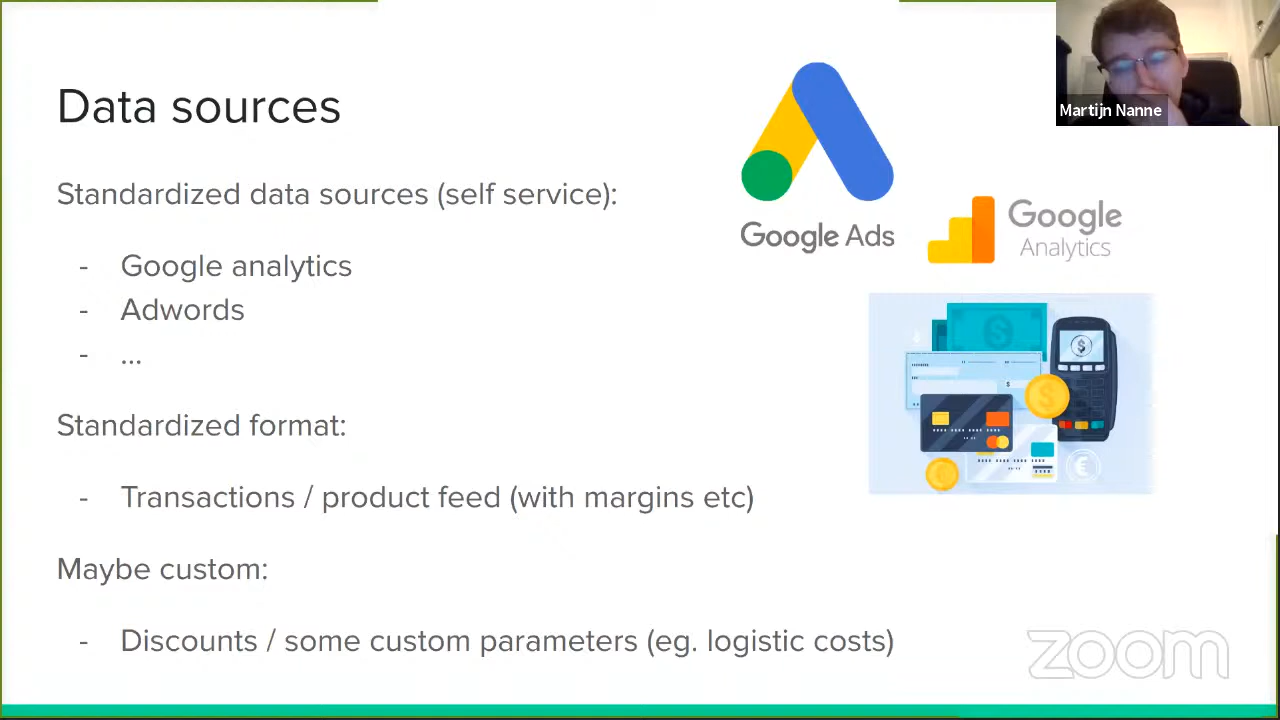 Data sources
Standardized data sources (self service):
- Google analytics
- Adwords
- ...
Standardized format:
- Transactions / product feed (with margins etc)
Maybe custom:
- Discounts / some custom parameters (eg. logistic costs)
Google Ads
Google
Analytics
$
$
$
$
€
Martijn Nanne
zoom